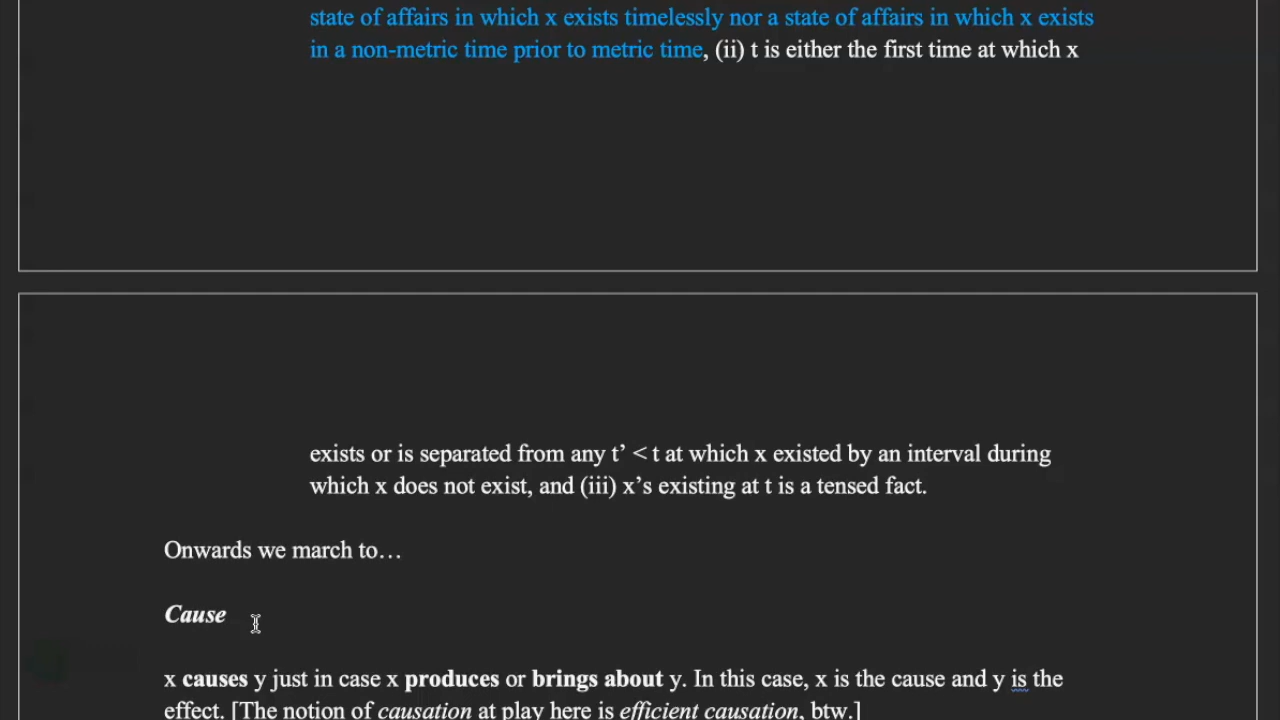 state of affairs in which x exists timelessly nor a state of affairs in which x exists
in a non-metric time prior to metric time, (ii) t is either the first time at which x
exists or is separated from any t’ < t at which x existed by an interval during
which x does not exist, and (iii) x’s existing at t is a tensed fact.
Onwards we march to…
Cause
x causes y just in case x produces or brings about y. In this case, x is the cause and y is the
effect. [The notion of causation at play here is efficient causation, btw.]